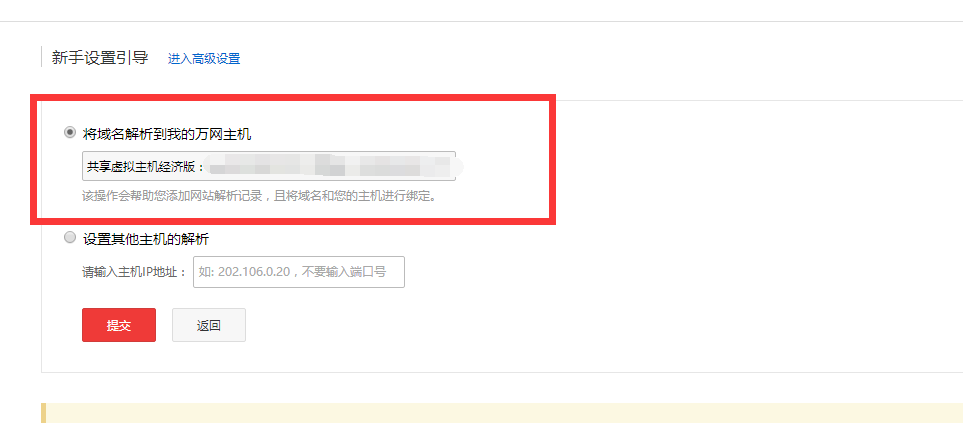 新手设置引导 进入高级设置
将域名解析到我的万网主机
共享虚拟主机经济版：
该操作会帮助您添加网站解析记录，且将域名和您的主机进行绑定。
设置其他主机的解析
请输入主机IP地址： 如: 202.106.0.20，不要输入端口号
提交 返回